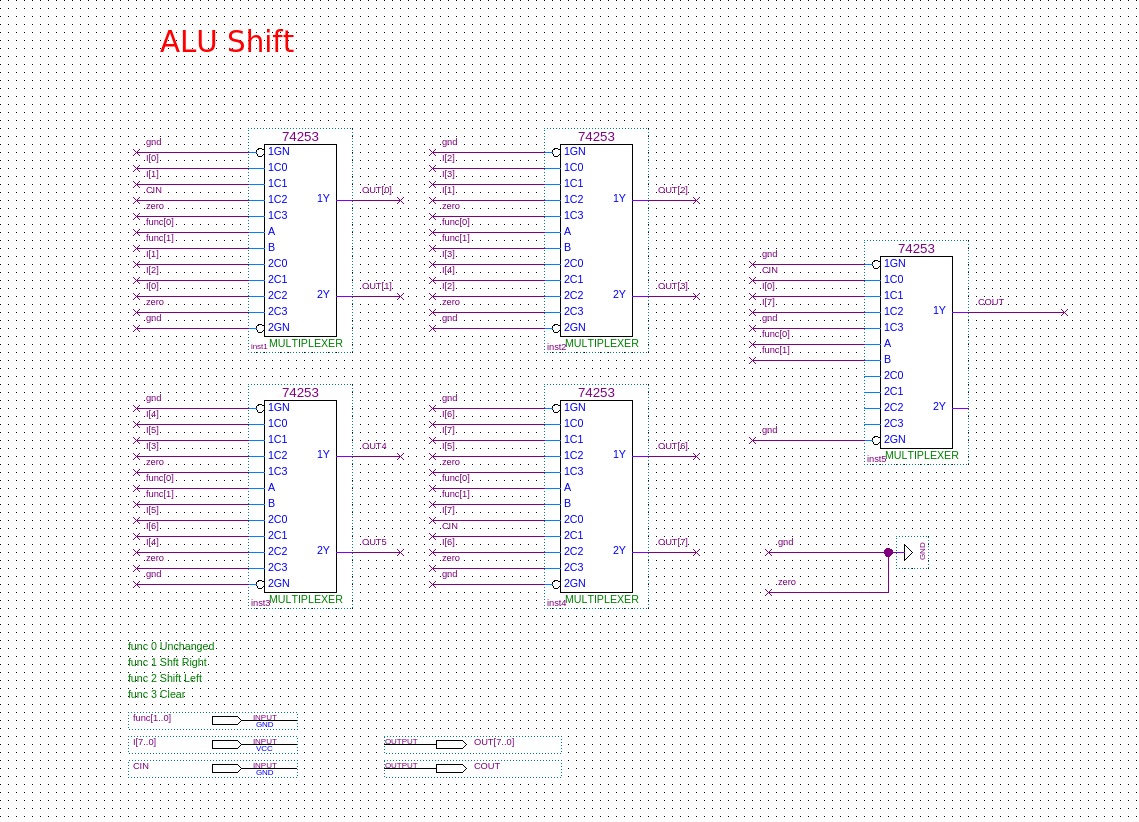 ALU Shift
74253
gnd
I[0]
I[1]
CIN
zero
func[0]
func[1]
I[1]
I[2]
I[0]
zero
gnd
1GN
1C0
1C1
1C2
1C3
A
B
2C0
2C1
2C2
2C3
2GN
1Y
2Y
OUT[0]
OUT[1]
inst1
MULTIPLEXER
74253
gnd
I[2]
I[3]
I[1]
zero
func[0]
func[1]
I[3]
I[4]
I[2]
zero
gnd
1GN
1C0
1C1
1C2
1C3
A
B
2C0
2C1
2C2
2C3
2GN
1Y
2Y
OUT[2]
OUT[3]
inst2
MULTIPLEXER
74253
gnd
CIN
I[0]
I[7]
gnd
func[0]
func[1]
gnd
1GN
1C0
1C1
1C2
1C3
A
B
2C0
2C1
2C2
2C3
2GN
1Y
2Y
COUT
inst5
MULTIPLEXER
74253
gnd
I[4]
I[5]
I[3]
zero
func[0]
func[1]
I[5]
I[6]
I[4]
zero
gnd
1GN
1C0
1C1
1C2
1C3
A
B
2C0
2C1
2C2
2C3
2GN
1Y
2Y
OUT4
OUT5
inst3
MULTIPLEXER
74253
gnd
I[6]
I[7]
I[5]
zero
func[0]
func[1]
I[7]
CIN
I[6]
zero
gnd
1GN
1C0
1C1
1C2
1C3
A
B
2C0
2C1
2C2
2C3
2GN
1Y
2Y
OUT[6]
OUT[7]
inst4
MULTIPLEXER
gnd
zero
GND
func 0 Unchanged
func 1 Shft Right
func 2 Shift Left
func 3 Clear
func[1..0] INPUT
GND
I[7..0] INPUT
VCC
OUTPUT OUT[7..0]
CIN INPUT
GND
OUTPUT COUT